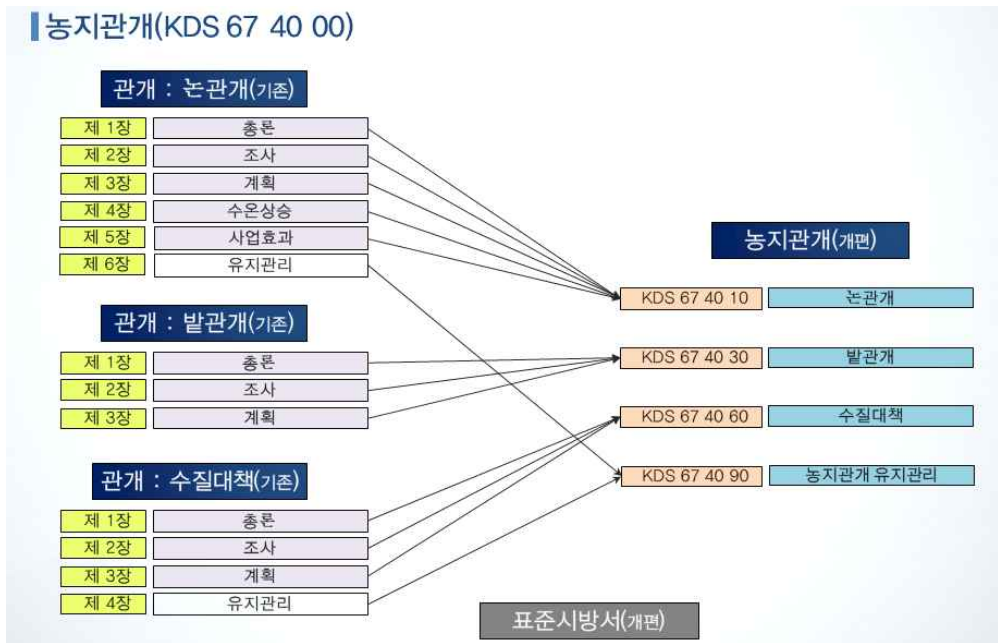 농지관개(KDS 67 40 00)
관개 : 논관개(기존)
제 1장 총론
제 2장 조사
제 3장 계획
제 4장 수온상승
제 5장 사업효과
제 6장 유지관리
관개 : 밭관개(기존)
제 1장 총론
제 2장 조사
제 3장 계획
관개 : 수질대책(기존)
제 1장 총론
제 2장 조사
제 3장 계획
제 4장 유지관리
농지관개(개편)
KDS 67 40 10 논관개
KDS 67 40 30 밭관개
KDS 67 40 60 수질대책
KDS 67 40 90 농지관개 유지관리
표준시방서(개편)